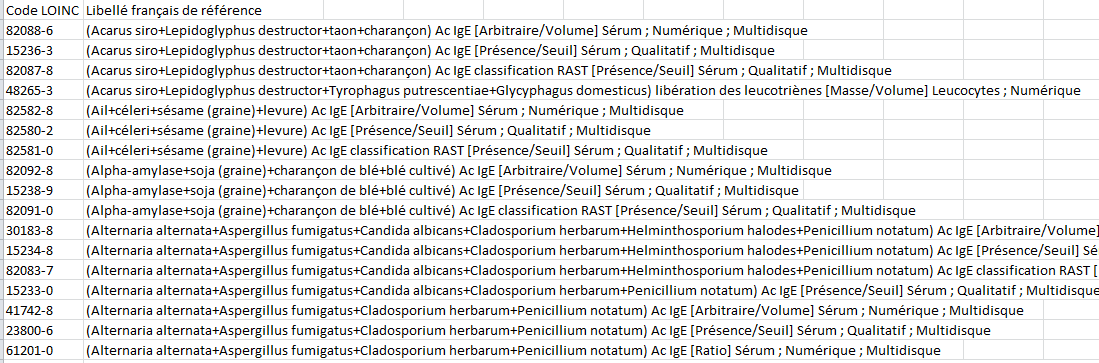 Code LOINC Libellé français de référence
82088-6 (Acarus siro+Lepidoglyphus destructor+taon+charançon) Ac IgE [Arbitraire/Volume] Sérum ; Numérique ; Multidisque
15236-3 (Acarus siro+Lepidoglyphus destructor+taon+charançon) Ac IgE [Présence/Seuil] Sérum ; Qualitatif ; Multidisque
82087-8 (Acarus siro+Lepidoglyphus destructor+taon+charançon) Ac IgE classification RAST [Présence/Seuil] Sérum ; Qualitatif ; Multidisque
48265-3 (Acarus siro+Lepidoglyphus destructor+Tyrophagus putrescentiae+Glycyphagus domesticus) libération des leucotriènes [Masse/Volume] Leucocytes ; Numérique
82582-8 (Ail+céleri+sésame (graine)+levure) Ac IgE [Arbitraire/Volume] Sérum ; Numérique ; Multidisque
82580-2 (Ail+céleri+sésame (graine)+levure) Ac IgE [Présence/Seuil] Sérum ; Qualitatif ; Multidisque
82581-0 (Ail+céleri+sésame (graine)+levure) Ac IgE classification RAST [Présence/Seuil] Sérum ; Qualitatif ; Multidisque
82092-8 (Alpha-amylase+soja (graine)+charançon de blé+blé cultivé) Ac IgE [Arbitraire/Volume] Sérum ; Numérique ; Multidisque
15238-9 (Alpha-amylase+soja (graine)+charançon de blé+blé cultivé) Ac IgE [Présence/Seuil] Sérum ; Qualitatif ; Multidisque
82091-0 (Alpha-amylase+soja (graine)+charançon de blé+blé cultivé) Ac IgE classification RAST [Présence/Seuil] Sérum ; Qualitatif ; Multidisque
30183-8 (Alternaria alternata+Aspergillus fumigatus+Candida albicans+Cladosporium herbarum+Helminthosporium halodes+Penicillium notatum) Ac IgE [Arbitraire/Volume]
15234-8 (Alternaria alternata+Aspergillus fumigatus+Candida albicans+Cladosporium herbarum+Helminthosporium halodes+Penicillium notatum) Ac IgE [Présence/Seuil] Sé
82083-7 (Alternaria alternata+Aspergillus fumigatus+Candida albicans+Cladosporium herbarum+Helminthosporium halodes+Penicillium notatum) Ac IgE classification RAST [
15233-0 (Alternaria alternata+Aspergillus fumigatus+Candida albicans+Cladosporium herbarum+Penicillium notatum) Ac IgE [Présence/Seuil] Sérum ; Qualitatif ; Multidisque
41742-8 (Alternaria alternata+Aspergillus fumigatus+Cladosporium herbarum+Penicillium notatum) Ac IgE [Arbitraire/Volume] Sérum ; Numérique ; Multidisque
23800-6 (Alternaria alternata+Aspergillus fumigatus+Cladosporium herbarum+Penicillium notatum) Ac IgE [Présence/Seuil] Sérum ; Qualitatif ; Multidisque
61201-0 (Alternaria alternata+Aspergillus fumigatus+Cladosporium herbarum+Penicillium notatum) Ac IgE [Ratio] Sérum ; Numérique ; Multidisque